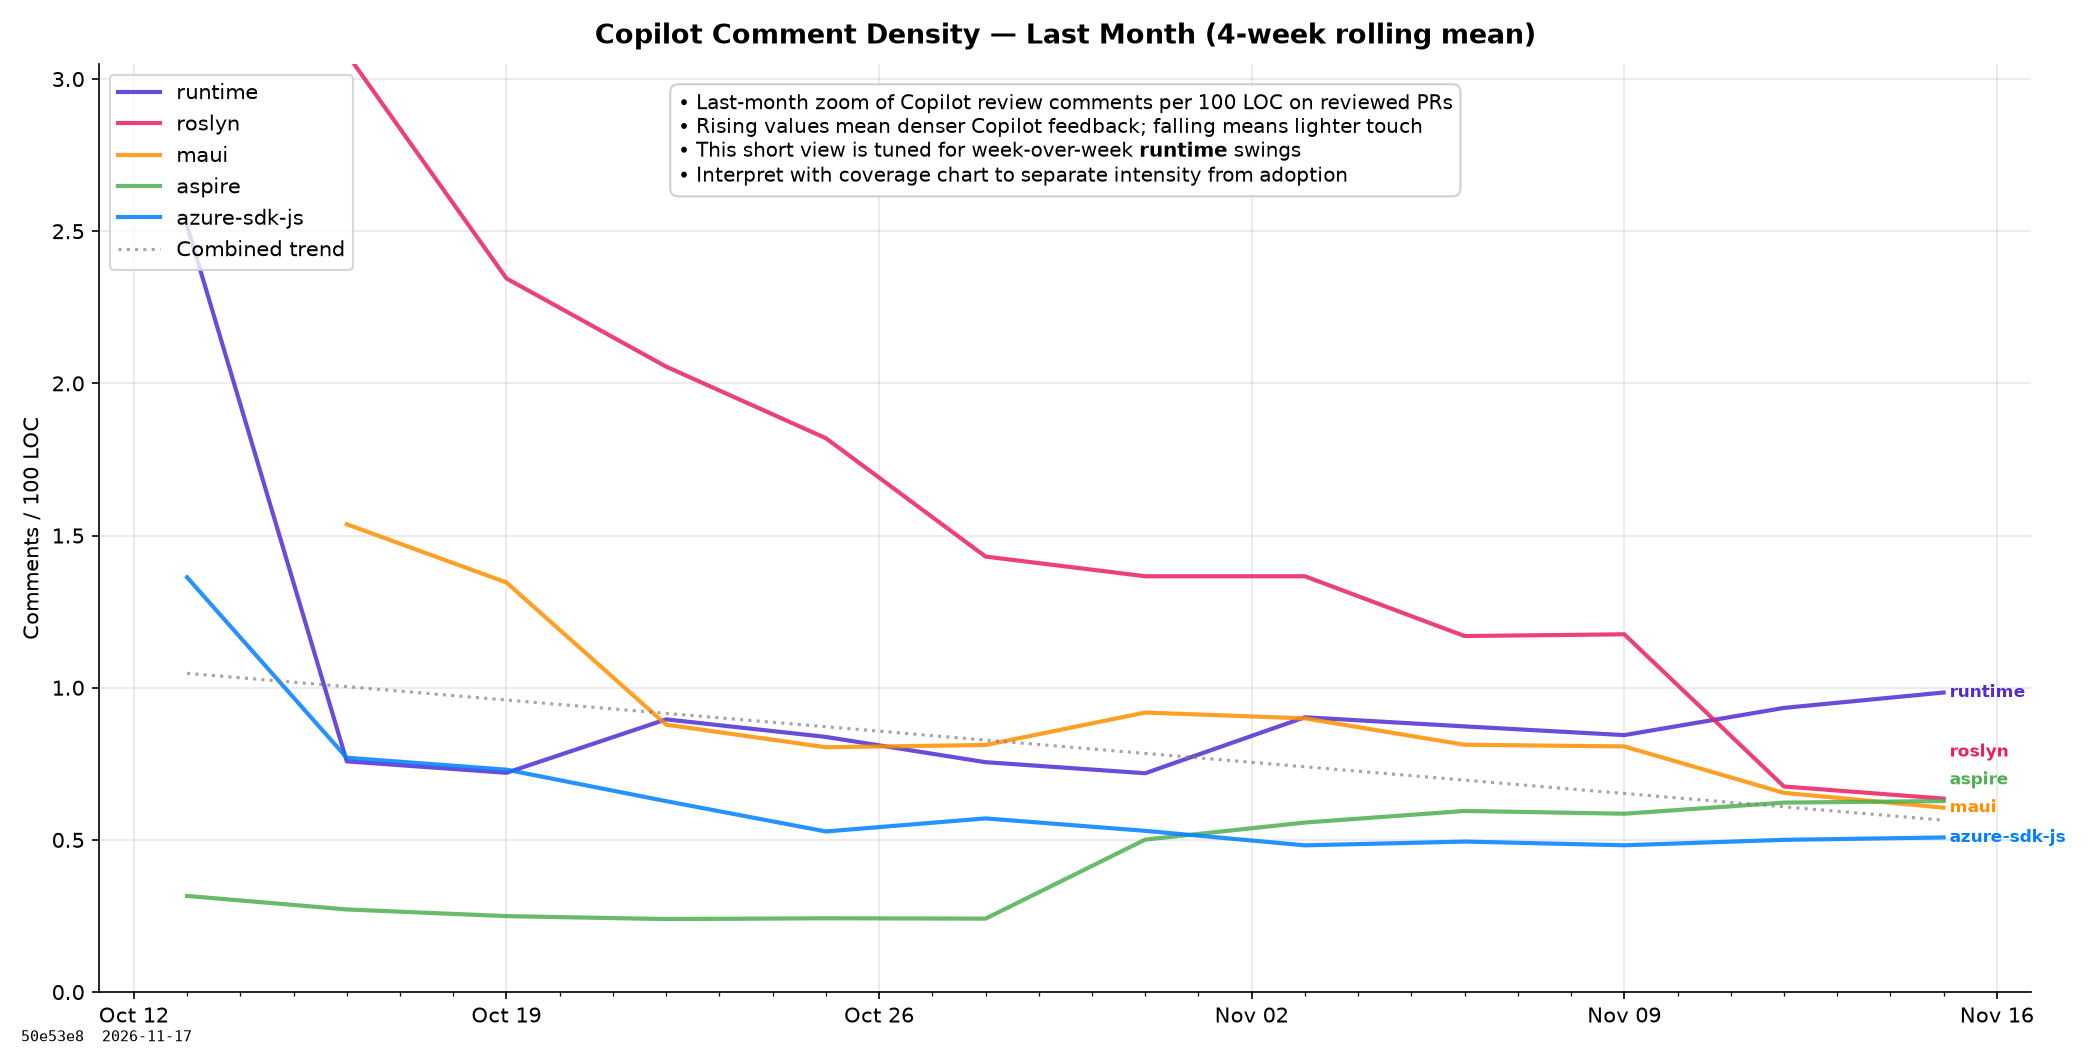 Copilot Comment Density — Last Month (4-week rolling mean)
3.0
2.5
2.0
1.5
1.0
0.5
0.0
Comments / 100 LOC
runtime
roslyn
maui
aspire
azure-sdk-js
Combined trend
• Last-month zoom of Copilot review comments per 100 LOC on reviewed PRs
• Rising values mean denser Copilot feedback; falling means lighter touch
• This short view is tuned for week-over-week runtime swings
• Interpret with coverage chart to separate intensity from adoption
runtime
roslyn
aspire
maui
azure-sdk-js
Oct 12 Oct 19 Oct 26 Nov 02 Nov 09 Nov 16
50e53e8 2026-11-17